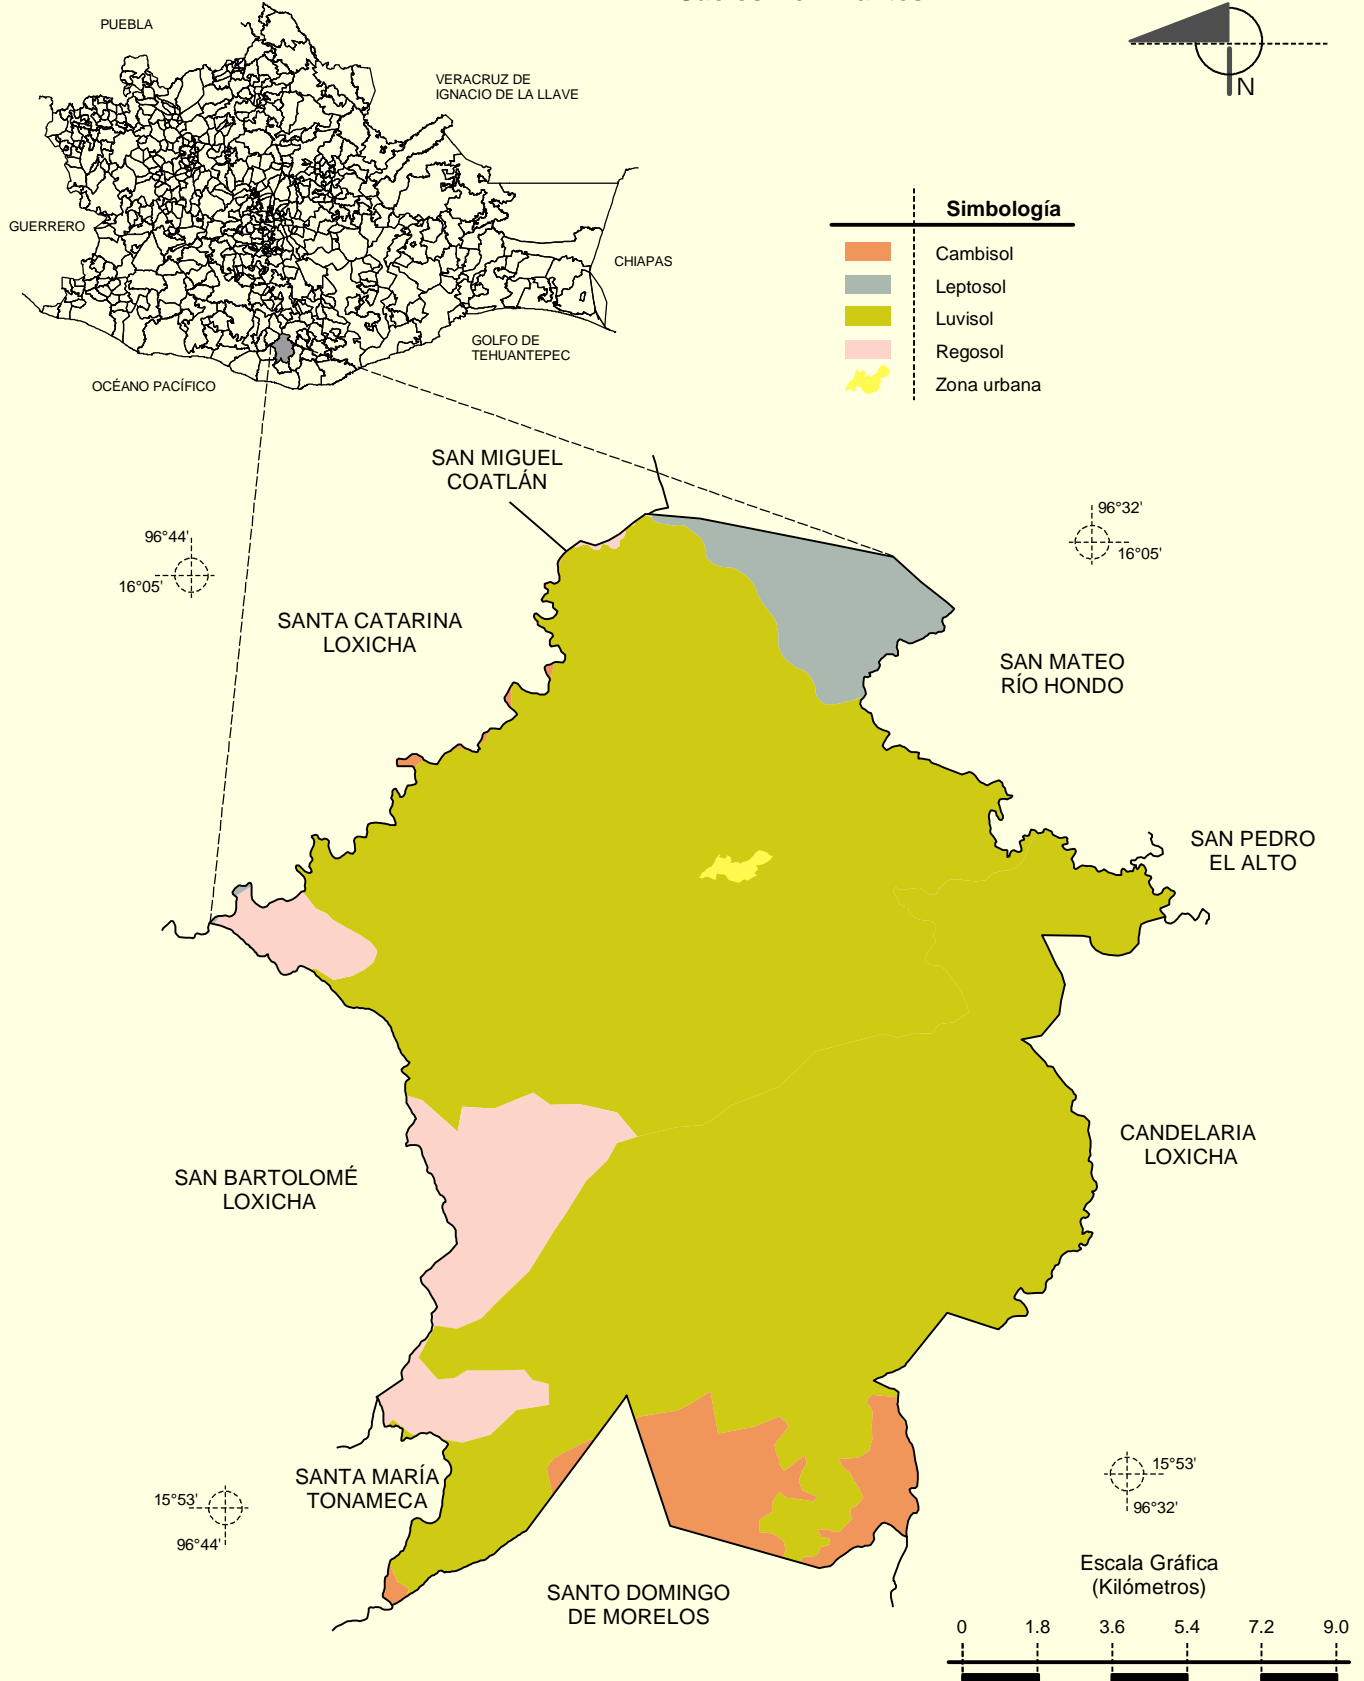 PUEBLA
VERACRUZ DE
IGNACIO DE LA LLAVE
GUERRERO
CHIAPAS
GOLFO DE
TEHUANTEPEC
OCÉANO PACÍFICO
N
Simbología
Cambisol
Leptosol
Luvisol
Regosol
Zona urbana
SAN MIGUEL
COATLÁN
96°44'
16°05'
96°32'
16°05'
SANTA CATARINA
LOXICHA
SAN MATEO
RÍO HONDO
SAN PEDRO
EL ALTO
CANDELARIA
LOXICHA
SAN BARTOLOMÉ
LOXICHA
SANTA MARÍA
TONAMECA
15°53'
96°44'
15°53'
96°32'
SANTO DOMINGO
DE MORELOS
Escala Gráfica
(Kilómetros)
0 1.8 3.6 5.4 7.2 9.0